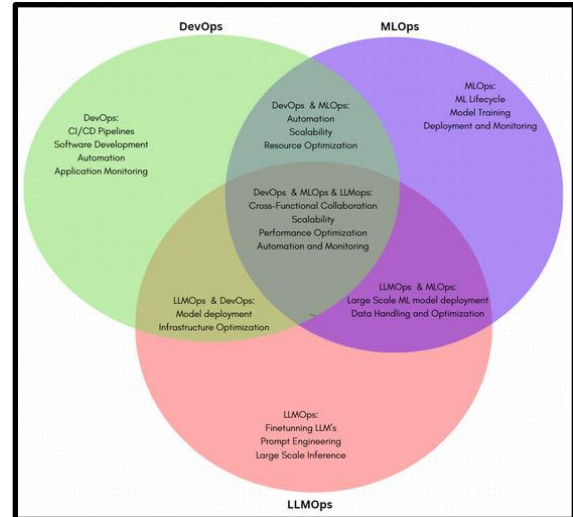 DevOps
MLOps
DevOps:
CI/CD Pipelines
Software Development
Automation
Application Monitoring
DevOps & MLOps:
Automation
Scalability
Resource Optimization
MLOps:
ML Lifecycle
Model Training
Deployment and Monitoring
DevOps & MLOps & LLMops:
Cross-Functional Collaboration
Scalability
Performance Optimization
Automation and Monitoring
LLMOps & DevOps:
Model deployment
Infrastructure Optimization
LLMOps & MLOps:
Large Scale ML model deployment
Data Handling and Optimization
LLMOps:
Finetunning LLM's
Prompt Engineering
Large Scale Inference
LLMOps